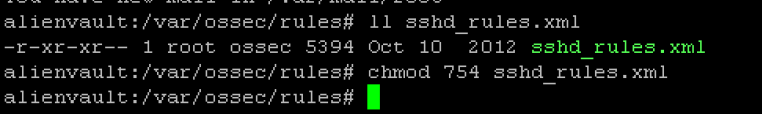 alienvault:/var/ossec/rules# ll sshd_rules.xml
-r-xr-xr-- 1 root ossec 5394 Oct 10  2012 sshd_rules.xml
alienvault:/var/ossec/rules# chmod 754 sshd_rules.xml
alienvault:/var/ossec/rules#